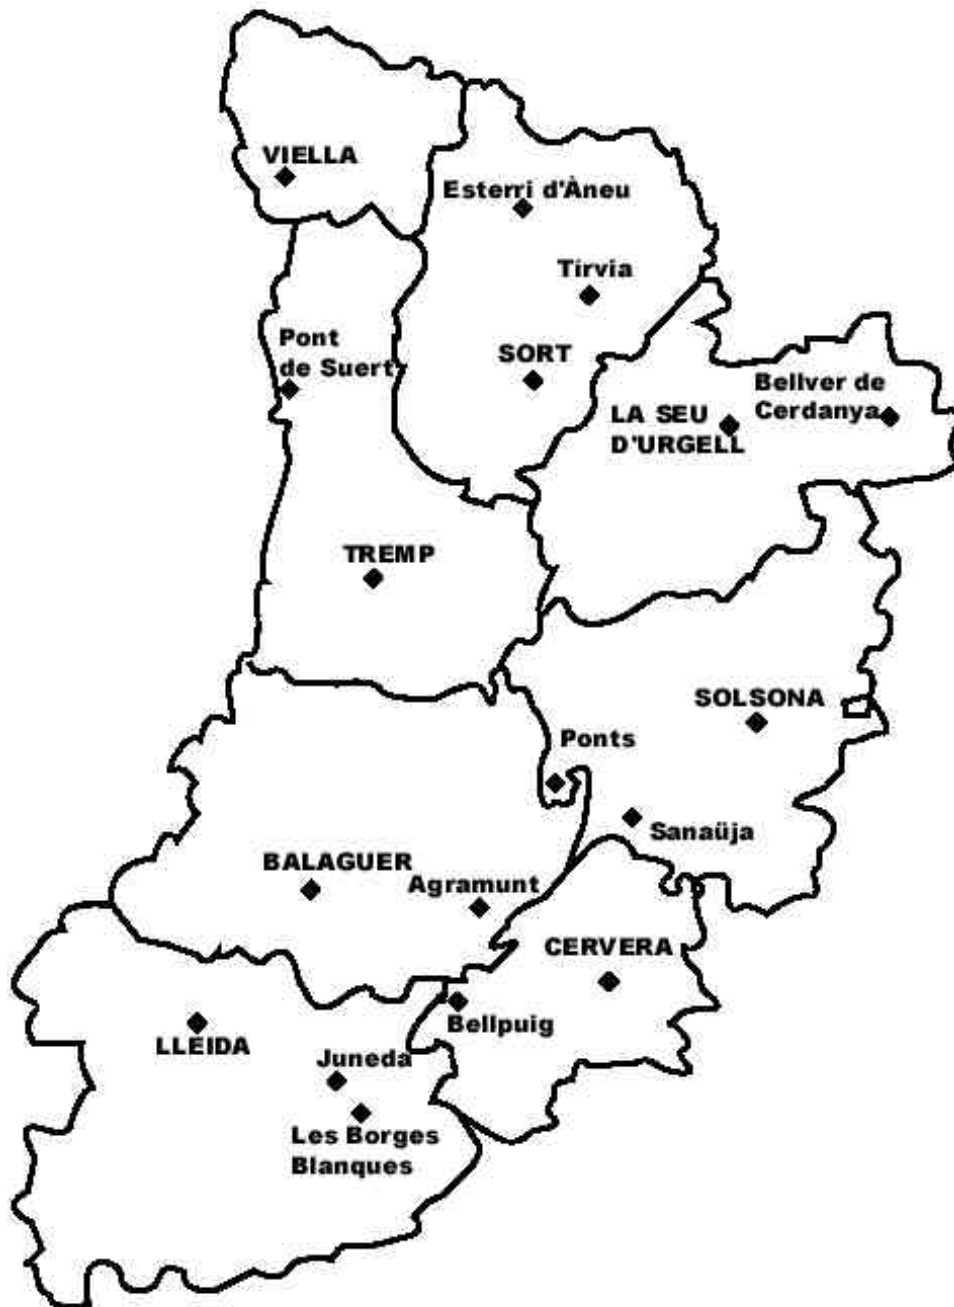 VIELLA
Esterri d'Àneu
Tírvia
Pont
de Suert
SORT
Bellver de
Cerdanya
LA SEU
D'URGELL
TREMP
SOLSONA
Ponts
Sanaüja
BALAGUER
Agramunt
CERVERA
Bellpuig
LLEIDA
Juneda
Les Borges
Blanques